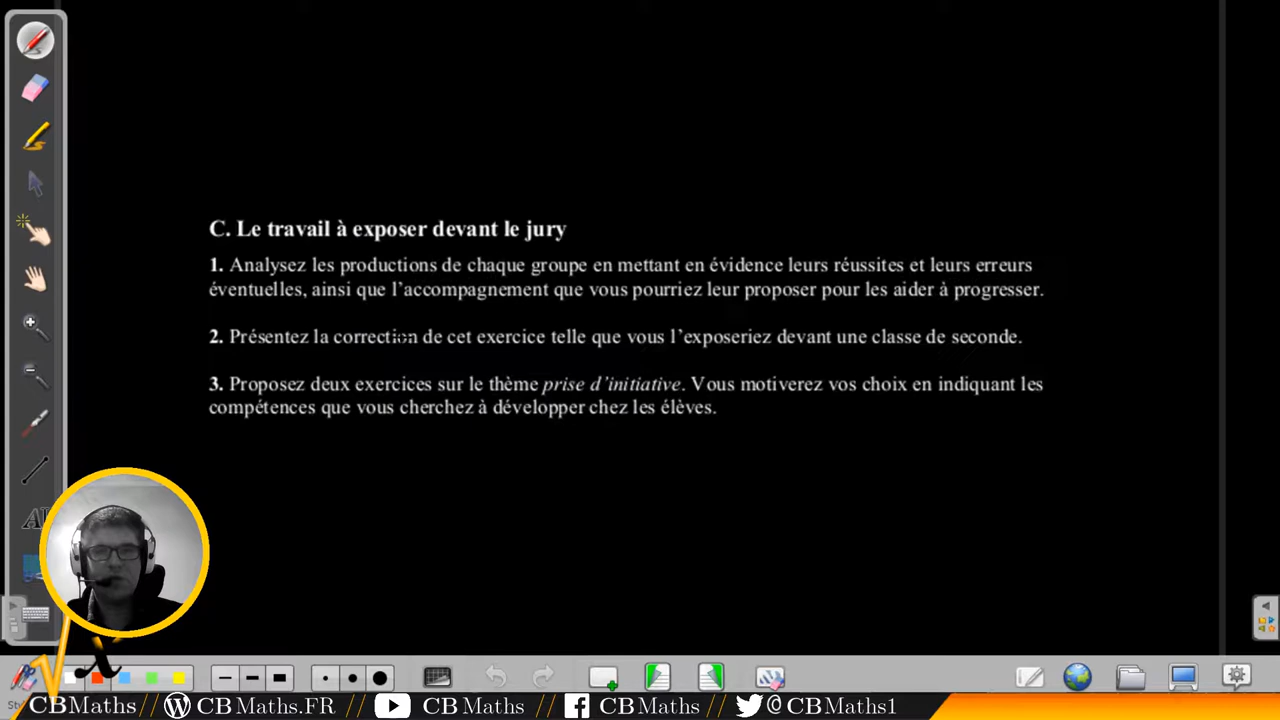 C. Le travail à exposer devant le jury
1. Analysez les productions de chaque groupe en mettant en évidence leurs réussites et leurs erreurs
éventuelles, ainsi que l’accompagnement que vous pourriez leur proposer pour les aider à progresser.
2. Présentez la correction de cet exercice telle que vous l’exposeriez devant une classe de seconde.
3. Proposez deux exercices sur le thème prise d’initiative. Vous motiverez vos choix en indiquant les
compétences que vous cherchez à développer chez les élèves.
CBMaths// CBMaths.FR // CBMaths // CBMaths // @CBMaths1